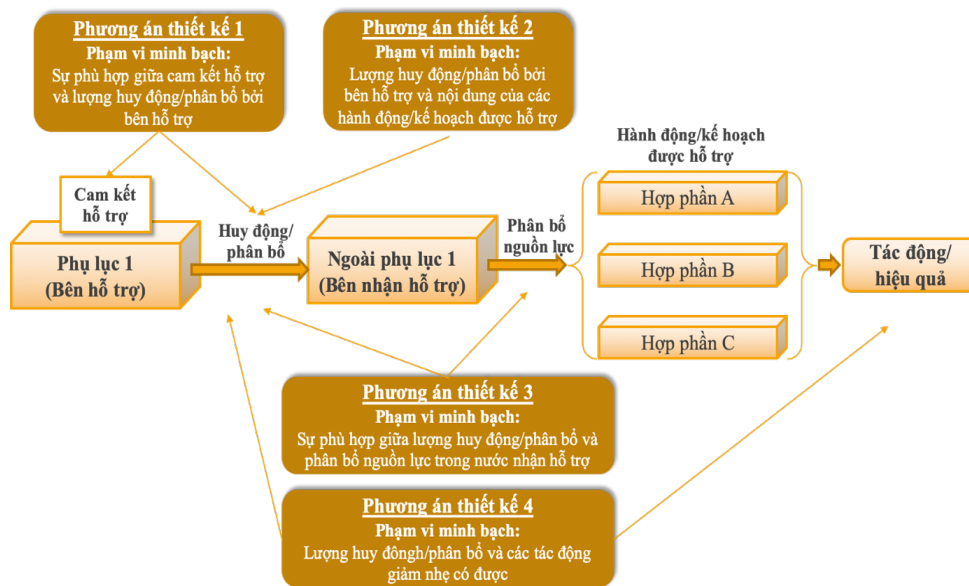 Phương án thiết kế 1
Phạm vi minh bạch:
Sự phù hợp giữa cam kết hỗ trợ
và lượng huy động/phân bổ bởi
bên hỗ trợ
Phương án thiết kế 2
Phạm vi minh bạch:
Lượng huy động/phân bổ bởi
bên hỗ trợ và nội dung của các
hành động/kế hoạch được hỗ trợ
Hành động/kế hoạch
được hỗ trợ
Cam kết
hỗ trợ
Phụ lục 1
(Bên hỗ trợ)
Huy động/
phân bổ
Ngoài phụ lục 1
(Bên nhận hỗ trợ)
Phân bổ
nguồn lực
Hợp phần A
Hợp phần B
Hợp phần C
Tác động/
hiệu quả
Phương án thiết kế 3
Phạm vi minh bạch:
Sự phù hợp giữa lượng huy động/phân bổ và
phân bổ nguồn lực trong nước nhận hỗ trợ
Phương án thiết kế 4
Phạm vi minh bạch:
Lượng huy đôngh/phân bổ và các tác động
giảm nhẹ có được